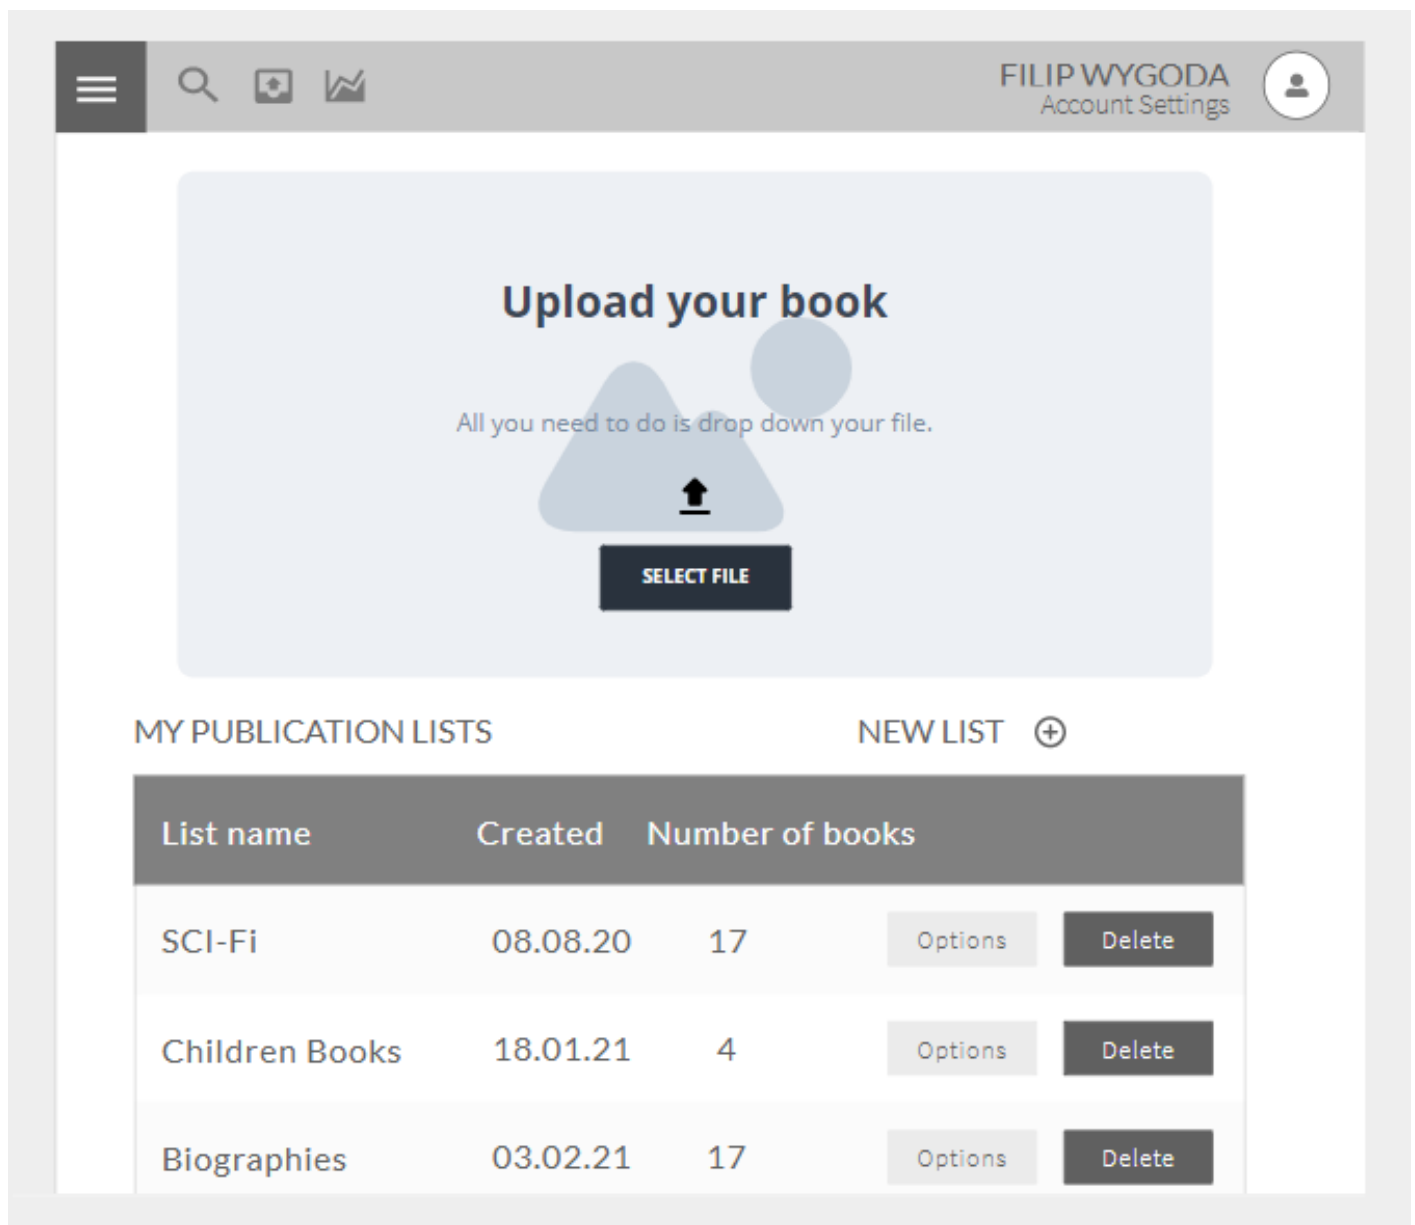 FILIP WYGODA
Account Settings
Upload your book
All you need to do is drop down your file.
SELECT FILE
MY PUBLICATION LISTS NEW LIST
List name Created Number of books
SCI-Fi 08.08.20 17 Options Delete
Children Books 18.01.21 4 Options Delete
Biographies 03.02.21 17 Options Delete